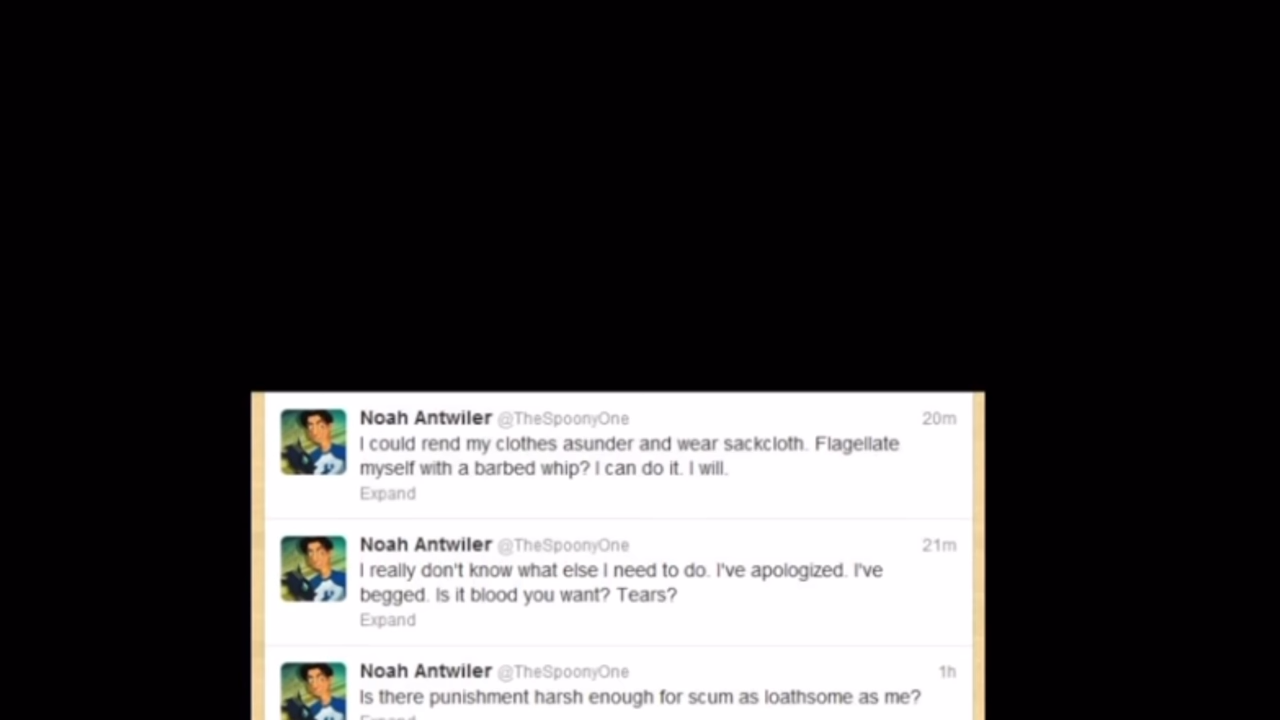 Noah Antwiler @TheSpoonyOne 20m
I could rend my clothes asunder and wear sackcloth. Flagellate
myself with a barbed whip? I can do it. I will.
Expand
Noah Antwiler @TheSpoonyOne 21m
I really don't know what else I need to do. I've apologized. I've
begged. Is it blood you want? Tears?
Expand
Noah Antwiler @TheSpoonyOne 1h
Is there punishment harsh enough for scum as loathsome as me?
Expand